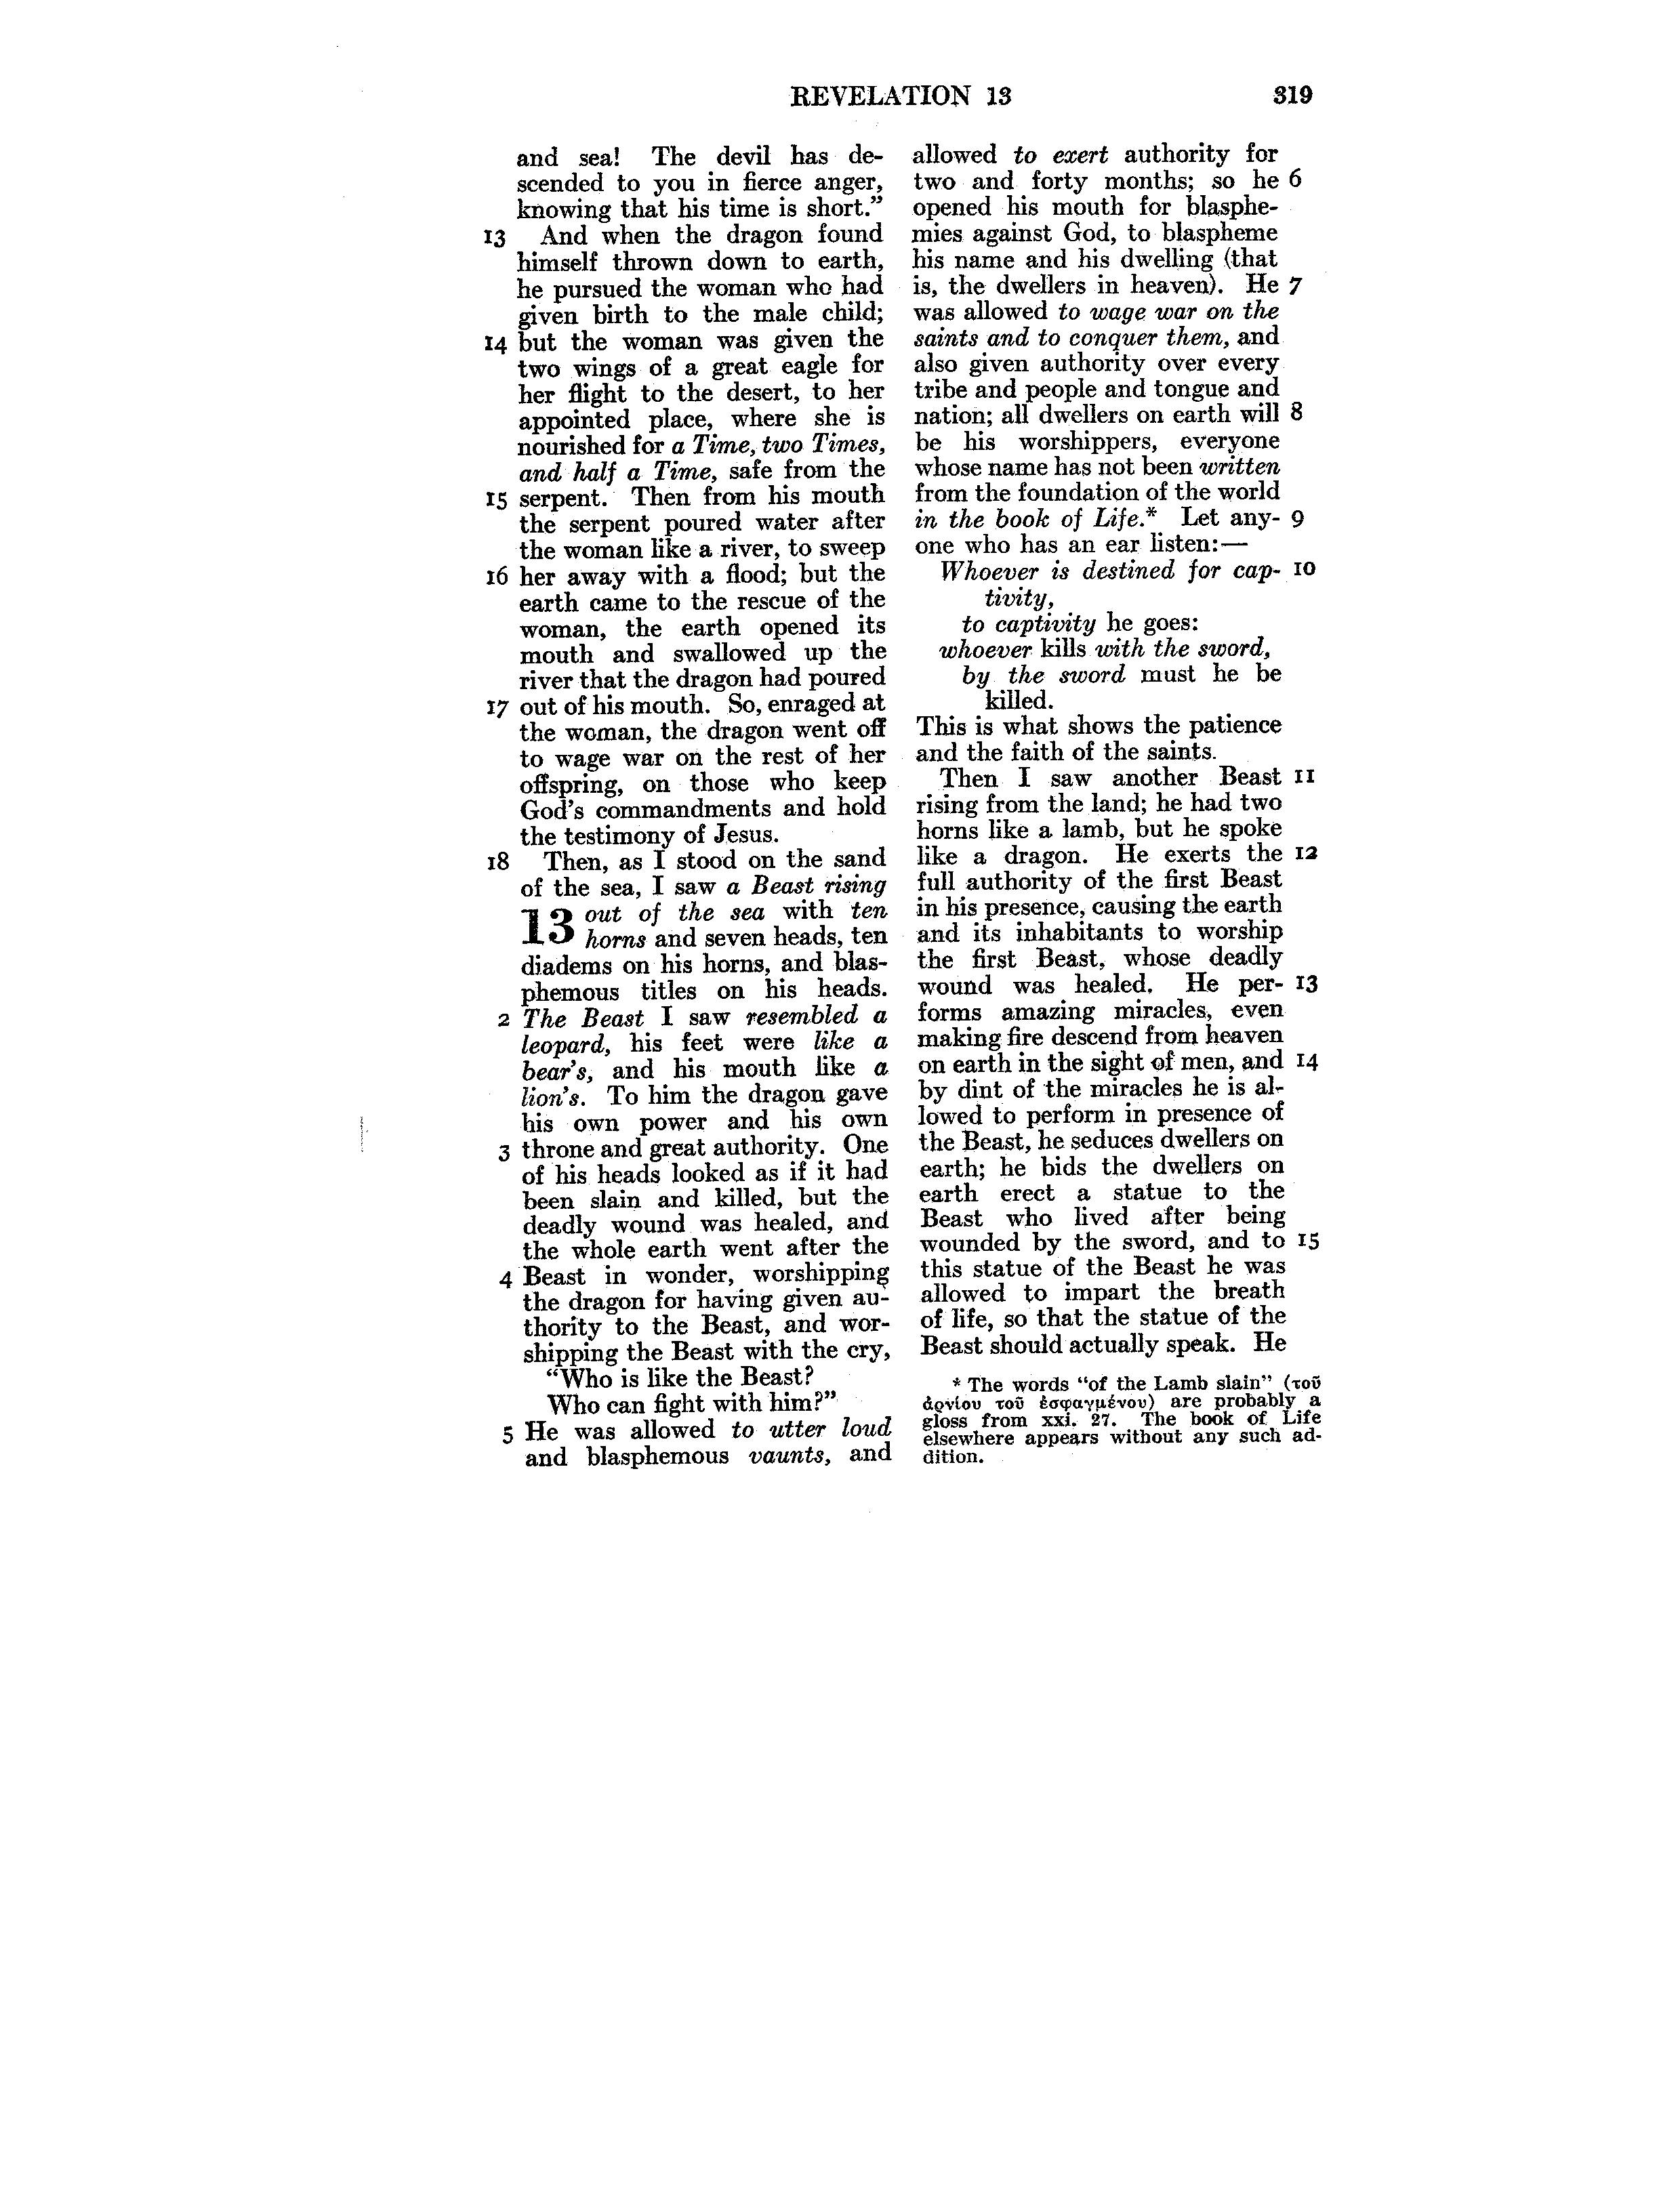 REVELATION 13 319
and sea! The devil has de-
scended to you in fierce anger,
knowing that his time is short.”
13 And when the dragon found
himself thrown down to earth,
he pursued the woman who had
given birth to the male child;
14 but the woman was given the
two wings of a great eagle for
her flight to the desert, to her
appointed place, where she is
nourished for a Time, two Times,
and half a Time, safe from the
15 serpent. Then from his mouth
the serpent poured water after
the woman like a river, to sweep
16 her away with a flood; but the
earth came to the rescue of the
woman, the earth opened its
mouth and swallowed up the
river that the dragon had poured
17 out of his mouth. So, enraged at
the woman, the dragon went off
to wage war on the rest of her
offspring, on those who keep
God’s commandments and hold
the testimony of Jesus.
18 Then, as I stood on the sand
of the sea, I saw a Beast rising
13 out of the sea with ten
horns and seven heads, ten
diadems on his horns, and blas-
phemous titles on his heads.
2 The Beast I saw resembled a
leopard, his feet were like a
bear’s, and his mouth like a
lion’s. To him the dragon gave
his own power and his own
3 throne and great authority. One
of his heads looked as if it had
been slain and killed, but the
deadly wound was healed, and
the whole earth went after the
4 Beast in wonder, worshipping
the dragon for having given au-
thority to the Beast, and wor-
shipping the Beast with the cry,
“Who is like the Beast?
Who can fight with him?”
5 He was allowed to utter loud
and blasphemous vaunts, and
allowed to exert authority for
two and forty months; so he 6
opened his mouth for blasphe-
mies against God, to blaspheme
his name and his dwelling (that
is, the dwellers in heaven). He 7
was allowed to wage war on the
saints and to conquer them, and
also given authority over every
tribe and people and tongue and
nation; all dwellers on earth will 8
be his worshippers, everyone
whose name has not been written
from the foundation of the world
in the book of Life.* Let any- 9
one who has an ear listen:—
Whoever is destined for cap- 10
tivity,
to captivity he goes:
whoever kills with the sword,
by the sword must he be
killed.
This is what shows the patience
and the faith of the saints.
Then I saw another Beast 11
rising from the land; he had two
horns like a lamb, but he spoke
like a dragon. He exerts the 12
full authority of the first Beast
in his presence, causing the earth
and its inhabitants to worship
the first Beast, whose deadly
wound was healed. He per- 13
forms amazing miracles, even
making fire descend from heaven
on earth in the sight of men, and 14
by dint of the miracles he is al-
lowed to perform in presence of
the Beast, he seduces dwellers on
earth; he bids the dwellers on
earth erect a statue to the
Beast who lived after being
wounded by the sword, and to 15
this statue of the Beast he was
allowed to impart the breath
of life, so that the statue of the
Beast should actually speak. He
* The words “of the Lamb slain” (τοῦ
ἀρνίου τοῦ ἐσφαγμένου) are probably a
gloss from xxi. 27. The book of Life
elsewhere appears without any such ad-
dition.